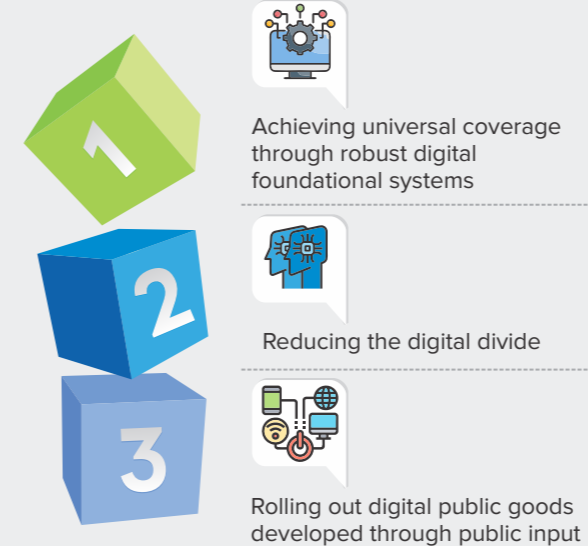 1
Achieving universal coverage
through robust digital
foundational systems
2
Reducing the digital divide
3
Rolling out digital public goods
developed through public input